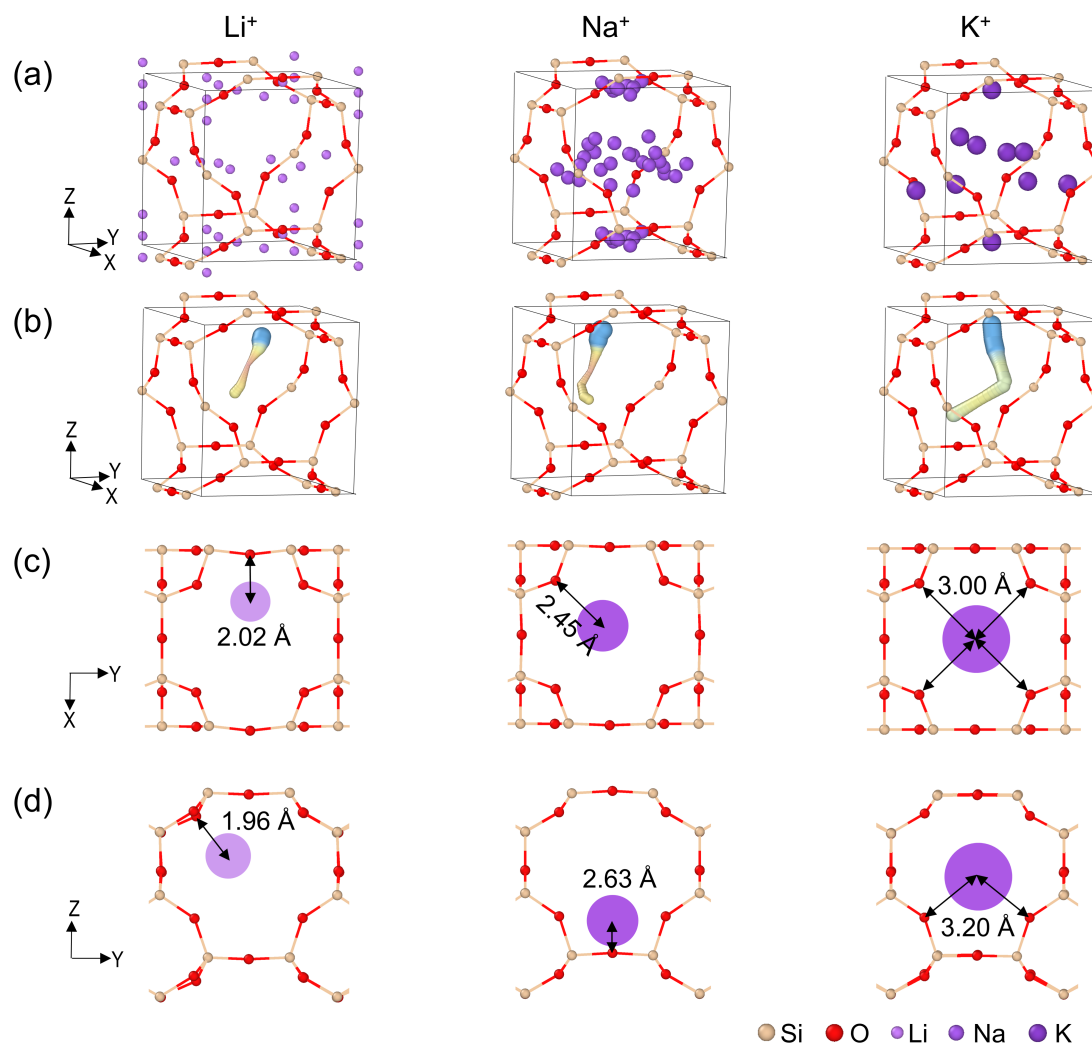 Li+ Na+ K+
(a)
Z
Y
X
(b)
Z
Y
X
(c)
2.02 Å 2.45 Å 3.00 Å
Y
X
(d)
1.96 Å 2.63 Å 3.20 Å
Z
Y
Si O Li Na K